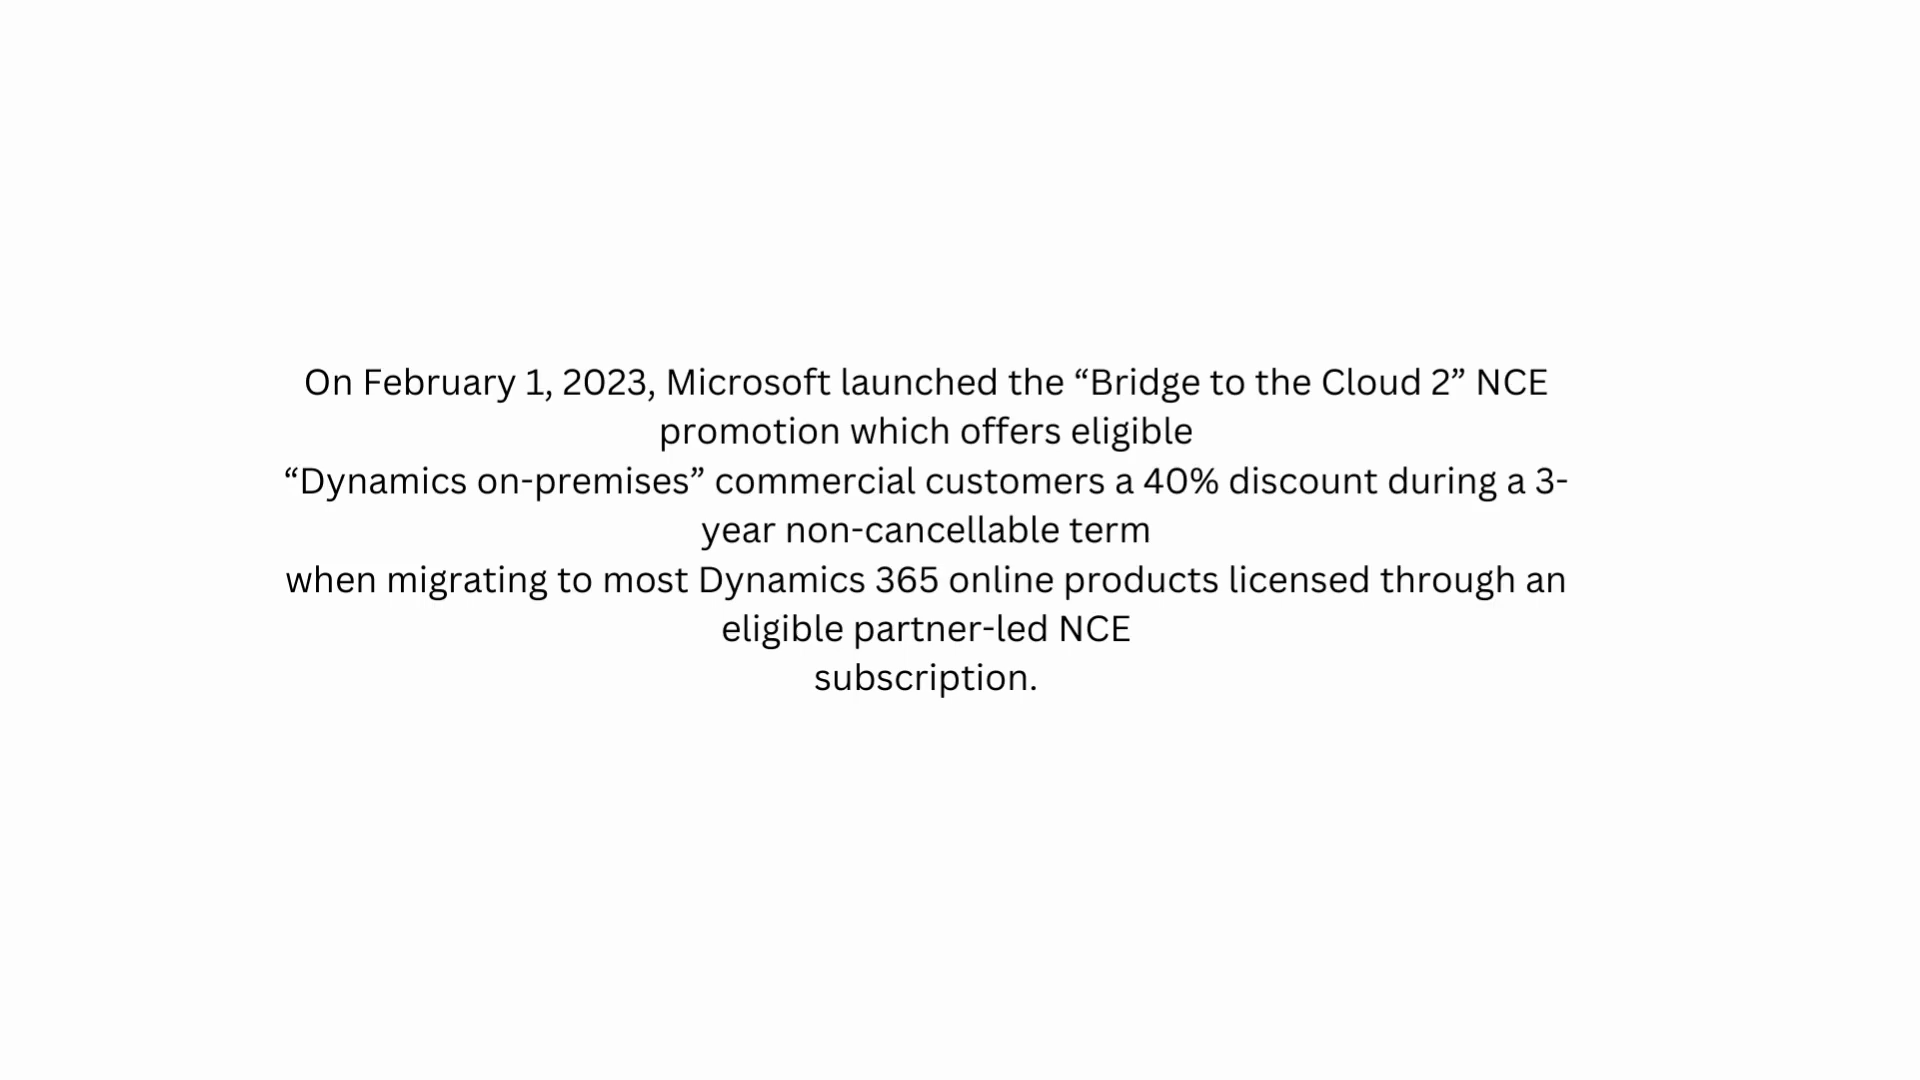 On February 1, 2023, Microsoft launched the “Bridge to the Cloud 2” NCE
promotion which offers eligible
“Dynamics on-premises” commercial customers a 40% discount during a 3-
year non-cancellable term
when migrating to most Dynamics 365 online products licensed through an
eligible partner-led NCE
subscription.